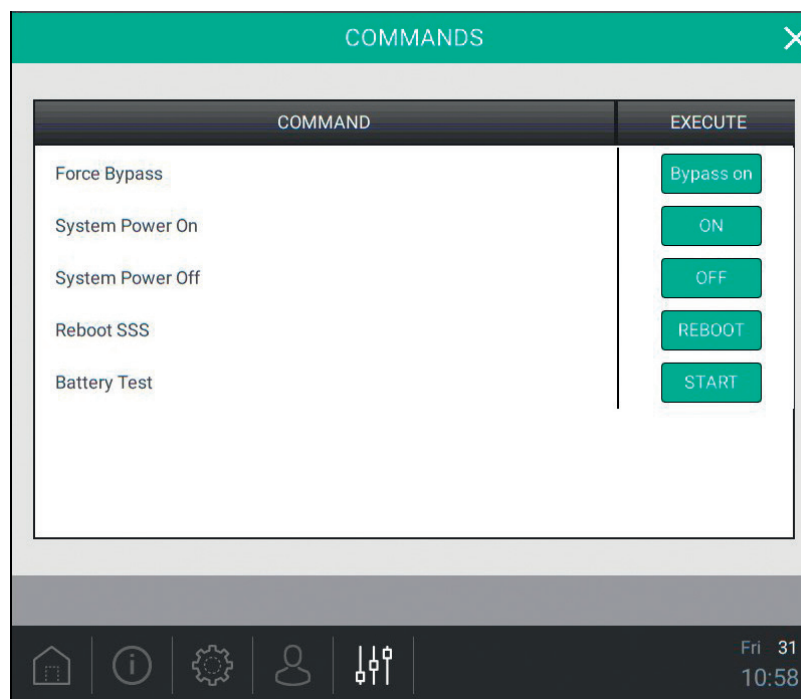 COMMANDS
COMMAND EXECUTE
Force Bypass Bypass on
System Power On ON
System Power Off OFF
Reboot SSS REBOOT
Battery Test START
Fri 31
10:58